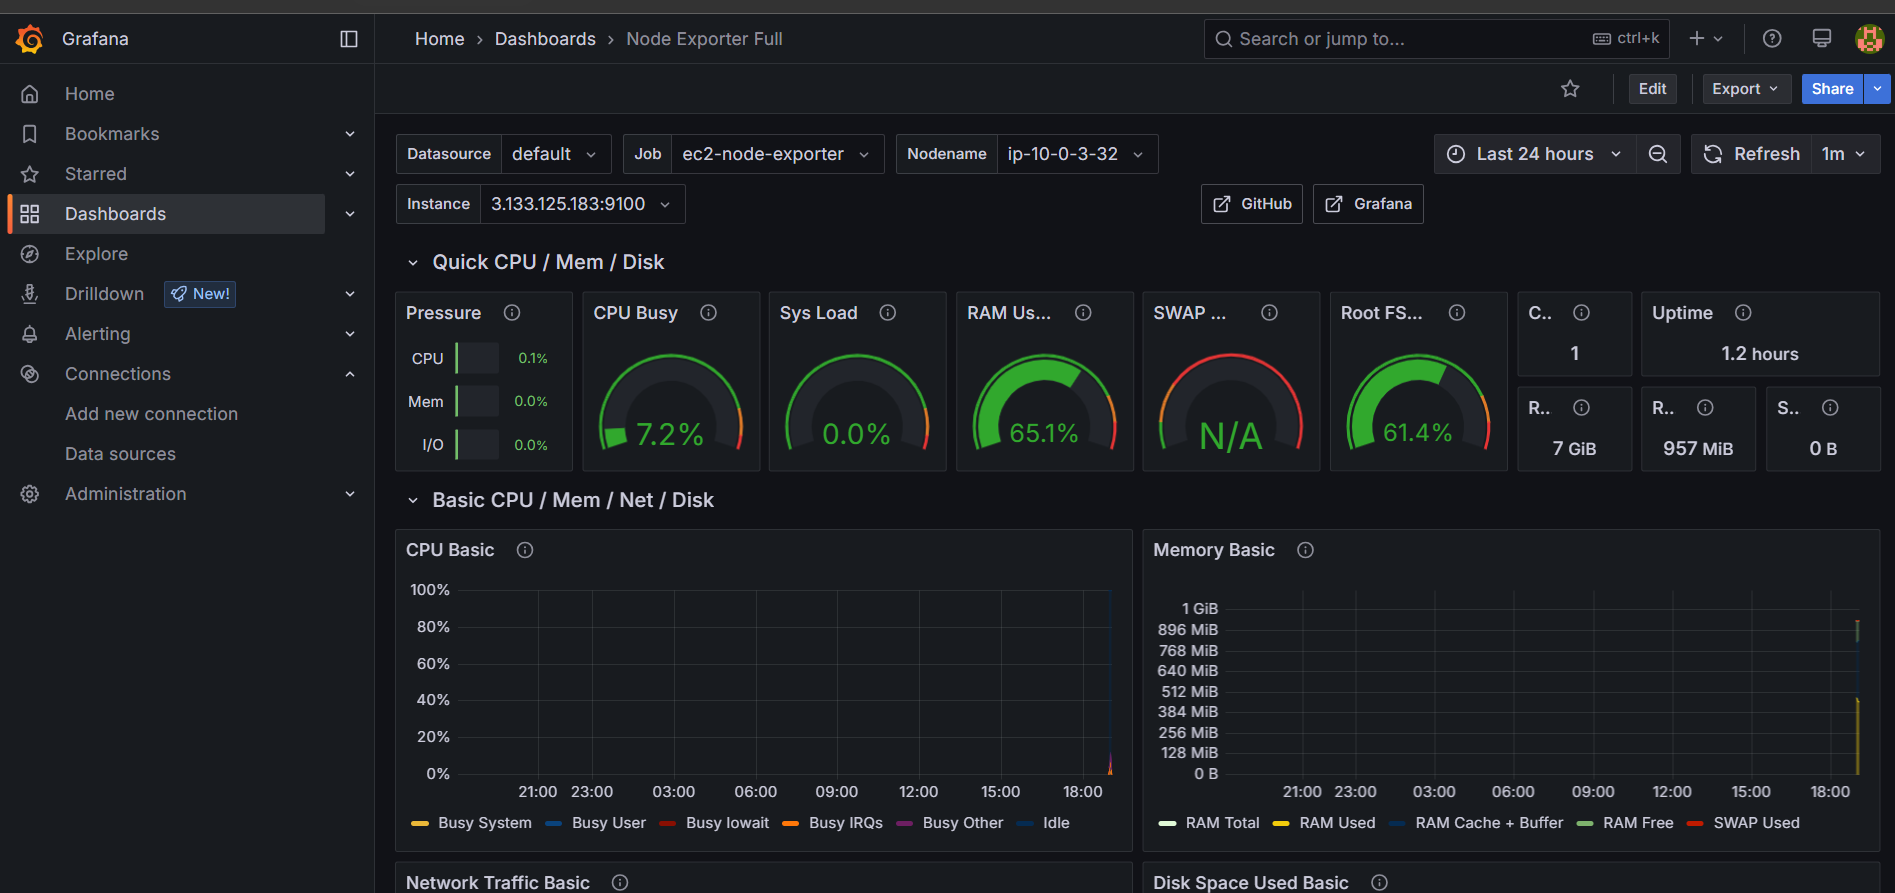 Grafana
Home › Dashboards › Node Exporter Full
Search or jump to...
ctrl+k
Home
Bookmarks
Starred
Dashboards
Explore
Drilldown
New!
Alerting
Connections
Add new connection
Data sources
Administration
Edit
Export
Share
Datasource default
Job ec2-node-exporter
Nodename ip-10-0-3-32
Last 24 hours
Refresh 1m
Instance 3.133.125.183:9100
GitHub
Grafana
Quick CPU / Mem / Disk
Pressure
CPU 0.1%
Mem 0.0%
I/O 0.0%
CPU Busy
7.2%
Sys Load
0.0%
RAM Us...
65.1%
SWAP ...
N/A
Root FS...
61.4%
C..
1
Uptime
1.2 hours
R..
7 GiB
R..
957 MiB
S..
0 B
Basic CPU / Mem / Net / Disk
CPU Basic
100%
80%
60%
40%
20%
0%
21:00 23:00 03:00 06:00 09:00 12:00 15:00 18:00
Busy System Busy User Busy Iowait Busy IRQs Busy Other Idle
Memory Basic
1 GiB
896 MiB
768 MiB
640 MiB
512 MiB
384 MiB
256 MiB
128 MiB
0 B
21:00 23:00 03:00 06:00 09:00 12:00 15:00 18:00
RAM Total RAM Used RAM Cache + Buffer RAM Free SWAP Used
Network Traffic Basic
Disk Space Used Basic